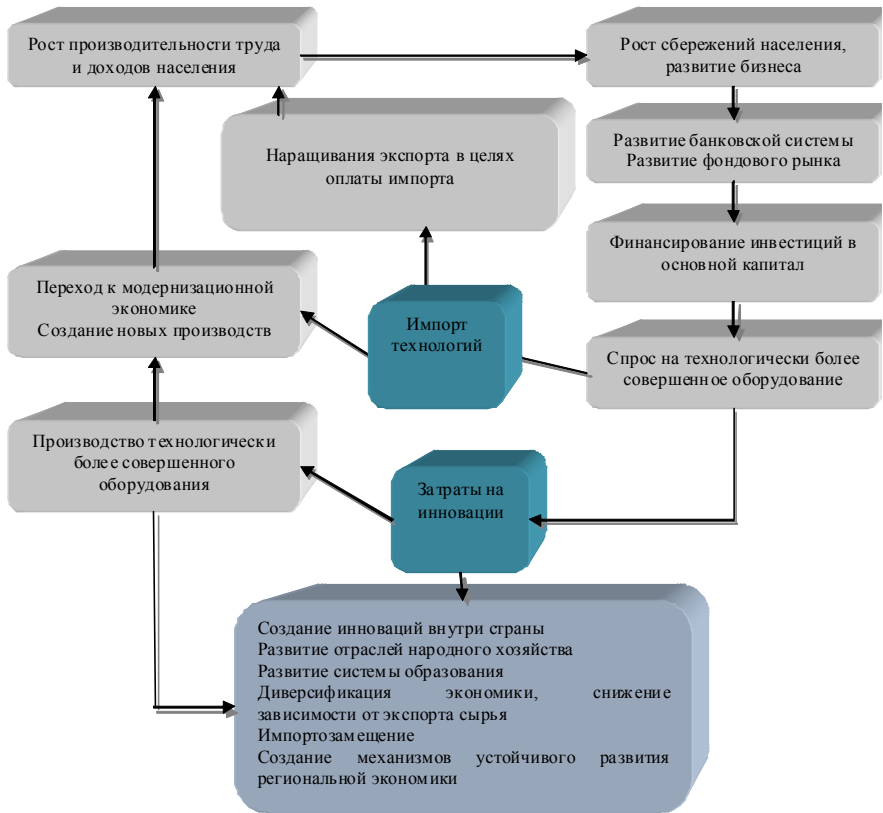 Рост производительности труда
и доходов населения
Рост сбережений населения,
развитие бизнеса
Наращивания экспорта в целях
оплаты импорта
Развитие банковской системы
Развитие фондового рынка
Финансирование инвестиций в
основной капитал
Переход к модернизационной
экономике
Создание новых производств
Импорт
технологий
Спрос на технологически более
совершенное оборудование
Производство технологически
более совершенного
оборудования
Затраты на
инновации
Создание инноваций внутри страны
Развитие отраслей народного хозяйства
Развитие системы образования
Диверсификация экономики, снижение
зависимости от экспорта сырья
Импортозамещение
Создание механизмов устойчивого развития
региональной экономики